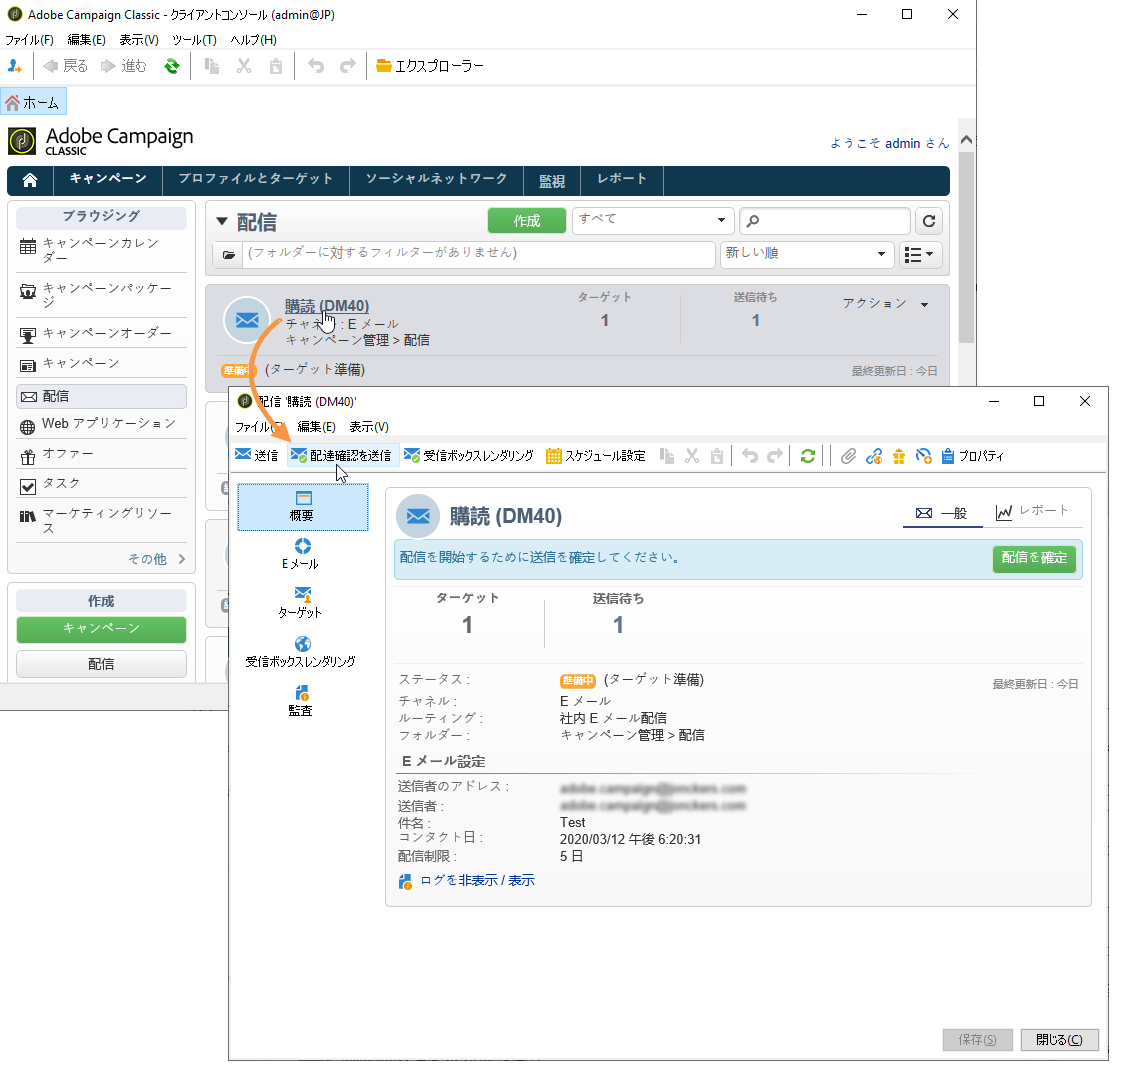 Adobe Campaign Classic - クライアントコンソール (admin@JP)
ファイル(F) 編集(E) 表示(V) ツール(T) ヘルプ(H)
戻る 進む エクスプローラー
ホーム
Adobe Campaign
CLASSIC
ようこそ admin さん
キャンペーン プロファイルとターゲット ソーシャルネットワーク 監視 レポート
ブラウジング
キャンペーンカレン
ダー
キャンペーンパッケー
ジ
キャンペーンオーダー
キャンペーン
配信
Web アプリケーション
オファー
タスク
マーケティングリソー
ス
その他
作成
キャンペーン
配信
配信
作成 すべて
(フォルダーに対するフィルターがありません) 新しい順
購読 (DM40)
チャネル : E メール
キャンペーン管理 > 配信
ターゲット 送信待ち アクション
1 1
準備中 (ターゲット準備) 最終更新日 : 今日
配信 '購読 (DM40)'
ファイル(F) 編集(E) 表示(V)
送信 配達確認を送信 受信ボックスレンダリング スケジュール設定 プロパティ
概要
Eメール
ターゲット
受信ボックスレンダリング
監査
購読 (DM40) 一般 レポート
配信を開始するために送信を確定してください。 配信を確定
ターゲット 送信待ち
1 1
ステータス : 準備中 (ターゲット準備) 最終更新日 : 今日
チャネル : E メール
ルーティング : 社内 E メール配信
フォルダー : キャンペーン管理 > 配信
E メール設定
送信者のアドレス :
送信者 :
件名 : Test
コンタクト日 : 2020/03/12 午後 6:20:31
配信制限 : 5 日
ログを非表示 / 表示
保存(S) 閉じる(C)